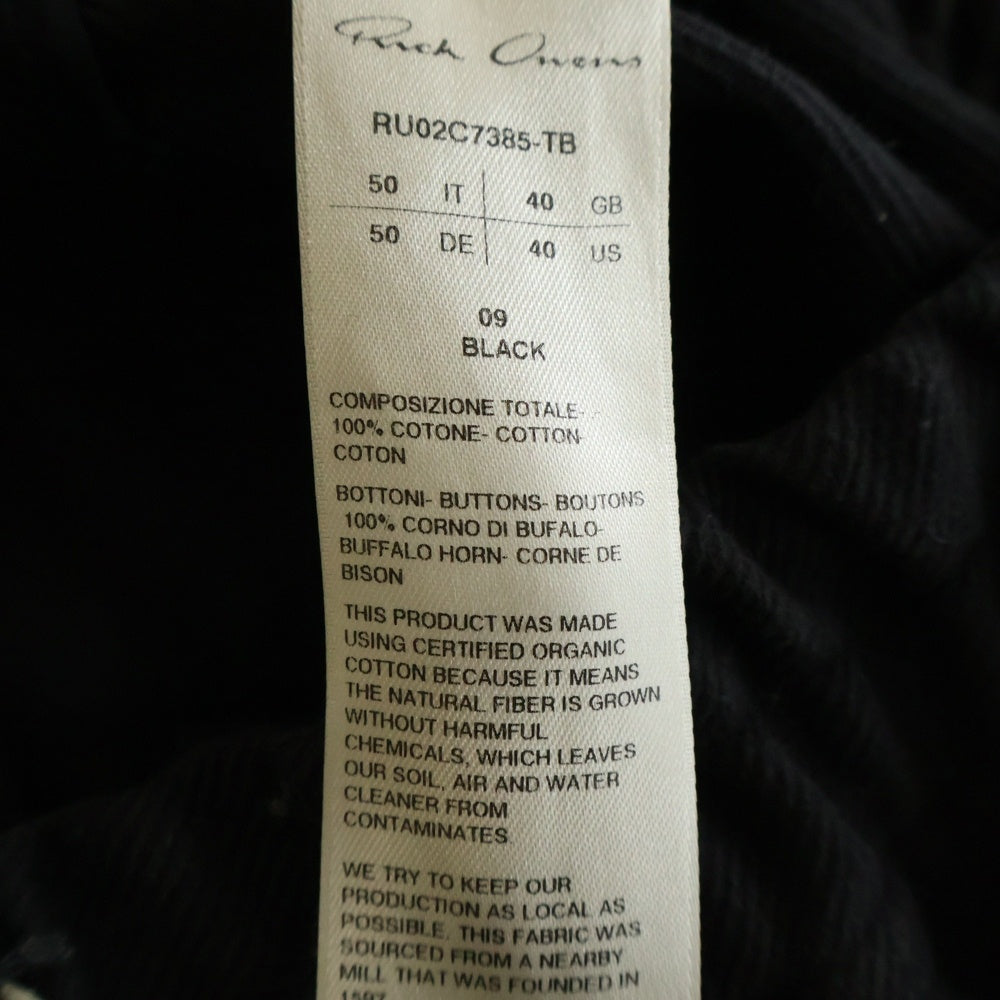 Rick Owens
RU02C7385-TB
50 IT 40 GB
50 DE 40 US
09
BLACK
COMPOSIZIONE TOTALE-
100% COTONE- COTTON-
COTON
BOTTONI- BUTTONS- BOUTONS
100% CORNO DI BUFALO-
BUFFALO HORN- CORNE DE
BISON
THIS PRODUCT WAS MADE
USING CERTIFIED ORGANIC
COTTON BECAUSE IT MEANS
THE NATURAL FIBER IS GROWN
WITHOUT HARMFUL
CHEMICALS, WHICH LEAVES
OUR SOIL, AIR AND WATER
CLEANER FROM
CONTAMINATES
WE TRY TO KEEP OUR
PRODUCTION AS LOCAL AS
POSSIBLE. THIS FABRIC WAS
SOURCED FROM A NEARBY
MILL THAT WAS FOUNDED IN